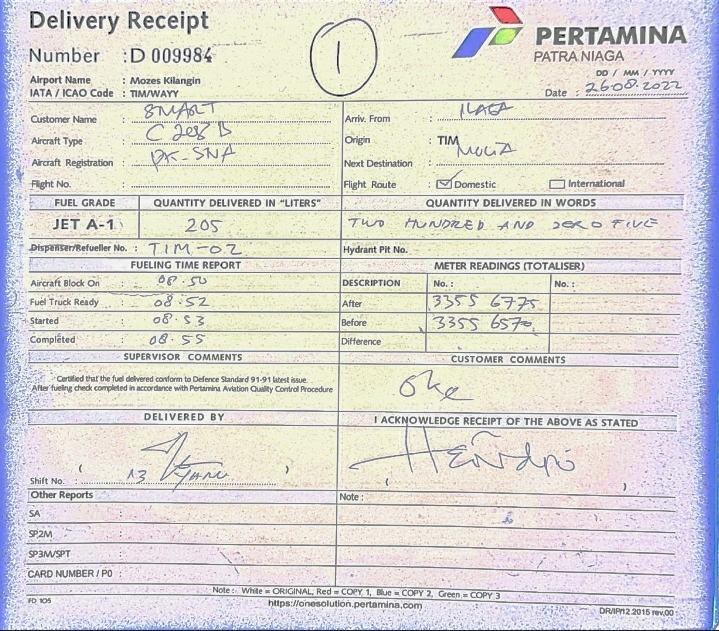 Delivery Receipt
Number : D 009984
1
PERTAMINA
PATRA NIAGA
Airport Name : Mozes Kilangin
IATA / ICAO Code : TIM/WAYY
DD / MM / YYYY
Date : 26.08.2022
Customer Name : SMART
Arriv. From : ILAGA
Aircraft Type : C 208 B
Origin : TIM
Aircraft Registration : PK-SNA
Next Destination :
Flight No. :
Flight Route : Domestic International
FUEL GRADE QUANTITY DELIVERED IN "LITERS" QUANTITY DELIVERED IN WORDS
JET A-1 205 TWO HUNDRED AND ZERO FIVE
Dispenser/Refueller No. : TIM-02 Hydrant Pit No.
FUELING TIME REPORT METER READINGS (TOTALISER)
Aircraft Block On : 08.50 DESCRIPTION No. : No. :
Fuel Truck Ready : 08.52 After 3355 6775
Started : 08.53 Before 3355 6570
Completed : 08.55 Difference
SUPERVISOR COMMENTS CUSTOMER COMMENTS
Certified that the fuel delivered conform to Defence Standard 91-91 latest issue.
After fueling check completed in accordance with Pertamina Aviation Quality Control Procedure
Oke
DELIVERED BY I ACKNOWLEDGE RECEIPT OF THE ABOVE AS STATED
Shift No. :
Other Reports Note :
SA :
SP2M :
SP3M/SPT :
CARD NUMBER / PO :
Note : White = ORIGINAL, Red = COPY 1, Blue = COPY 2, Green = COPY 3
FD 105 https://onesolution.pertamina.com DR/IP/12.2015 rev.00